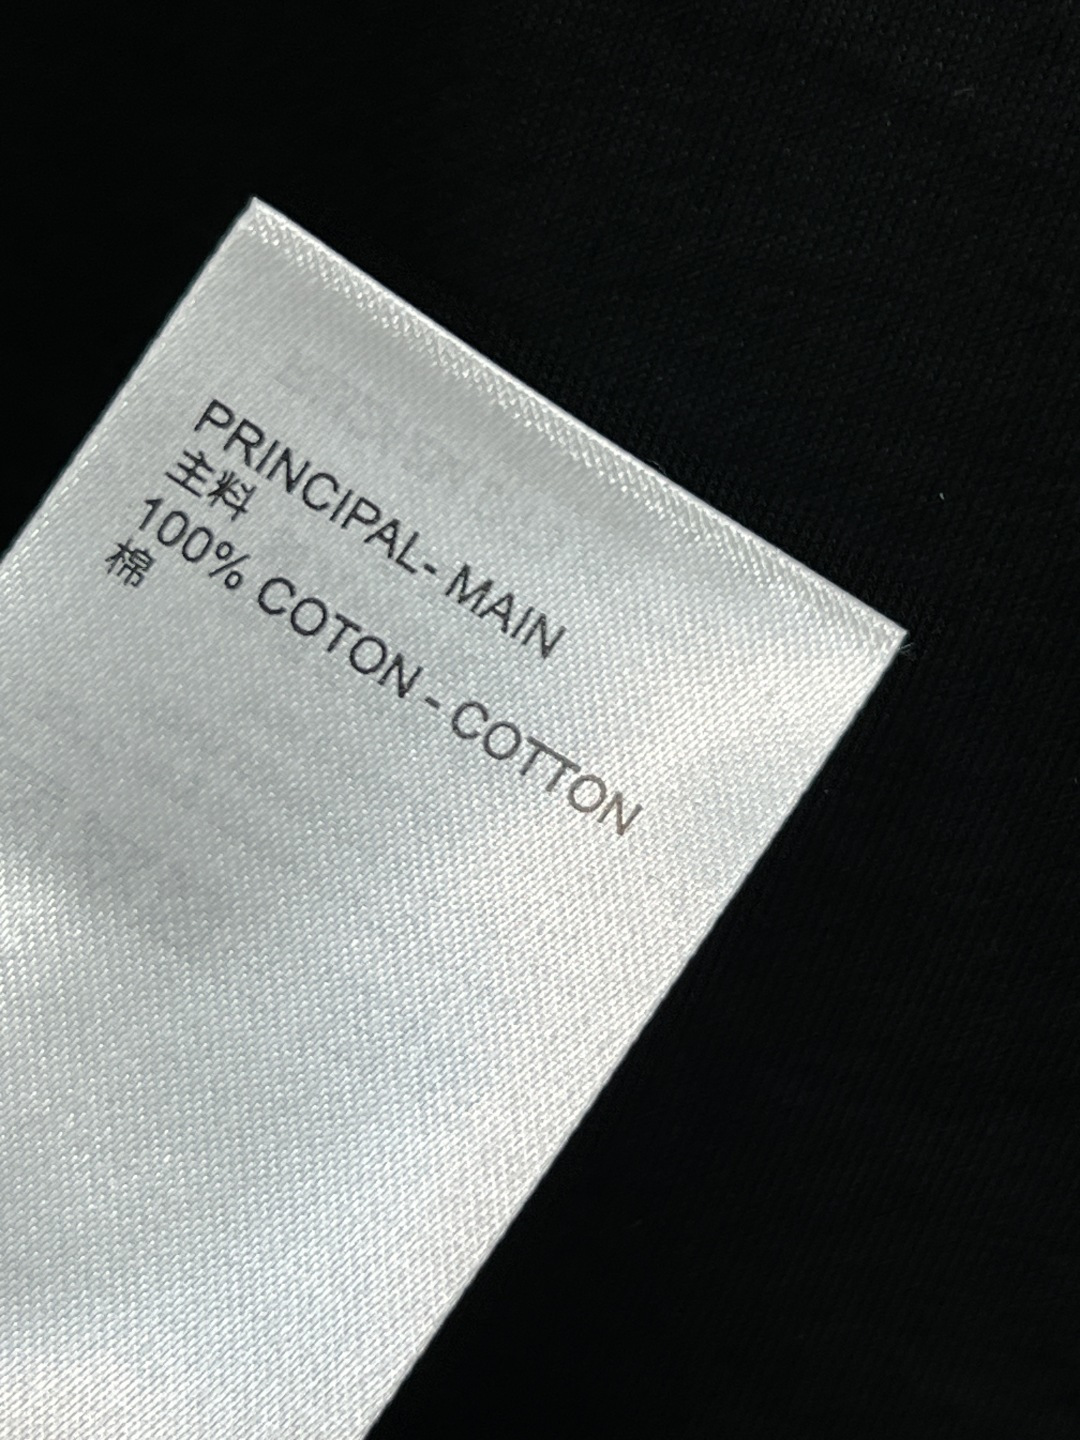 PRINCIPAL- MAIN
主料
100% COTON - COTTON
棉